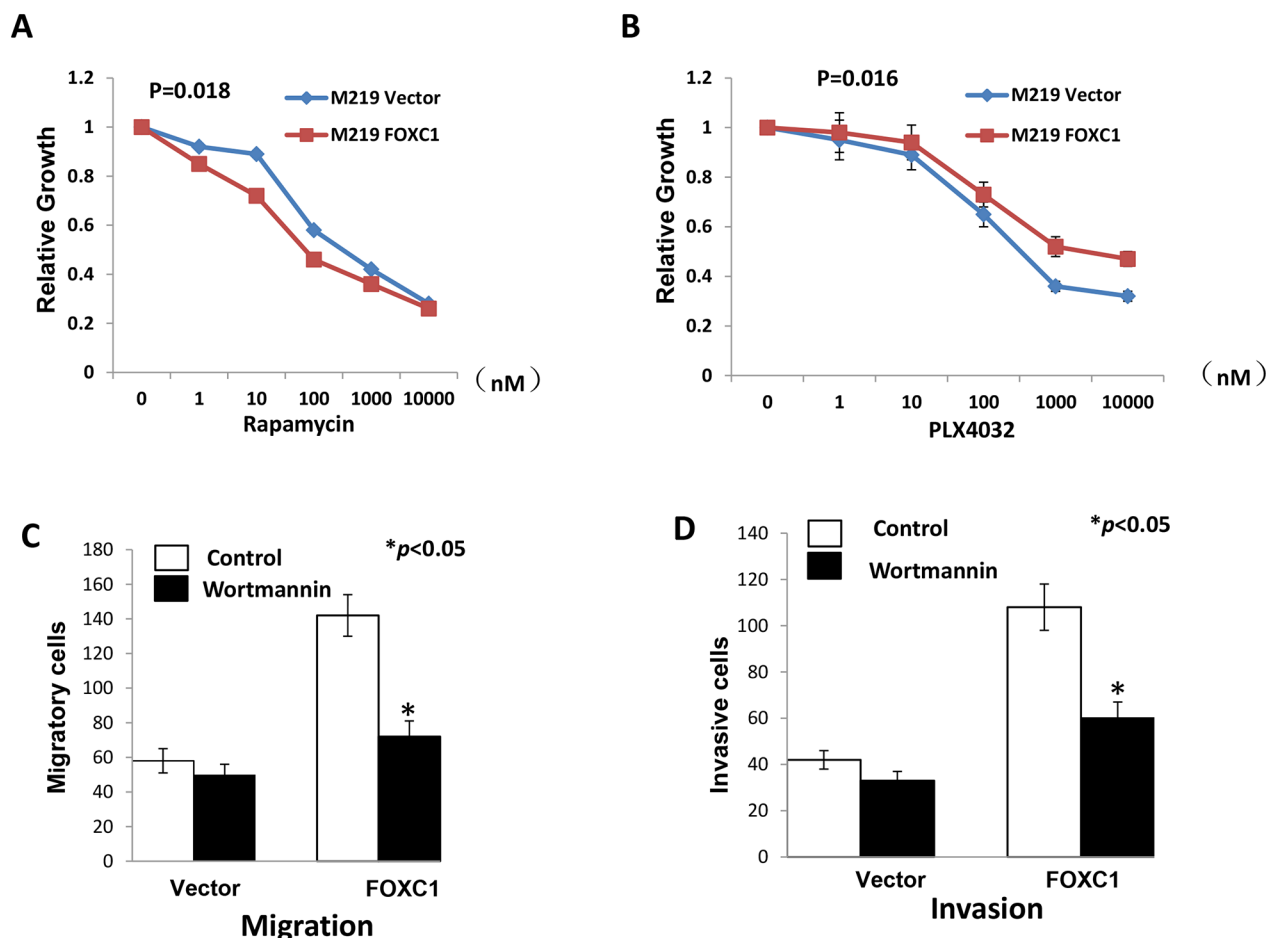 A
P=0.018
M219 Vector
M219 FOXC1
Relative Growth
1.2
1
0.8
0.6
0.4
0.2
0
0 1 10 100 1000 10000
（nM）
Rapamycin
B
P=0.016
M219 Vector
M219 FOXC1
Relative Growth
1.2
1
0.8
0.6
0.4
0.2
0
0 1 10 100 1000 10000
（nM）
PLX4032
C
Control
Wortmannin
*p<0.05
Migratory cells
180
160
140
120
100
80
60
40
20
0
*
Vector FOXC1
Migration
D
Control
Wortmannin
*p<0.05
Invasive cells
140
120
100
80
60
40
20
0
*
Vector FOXC1
Invasion